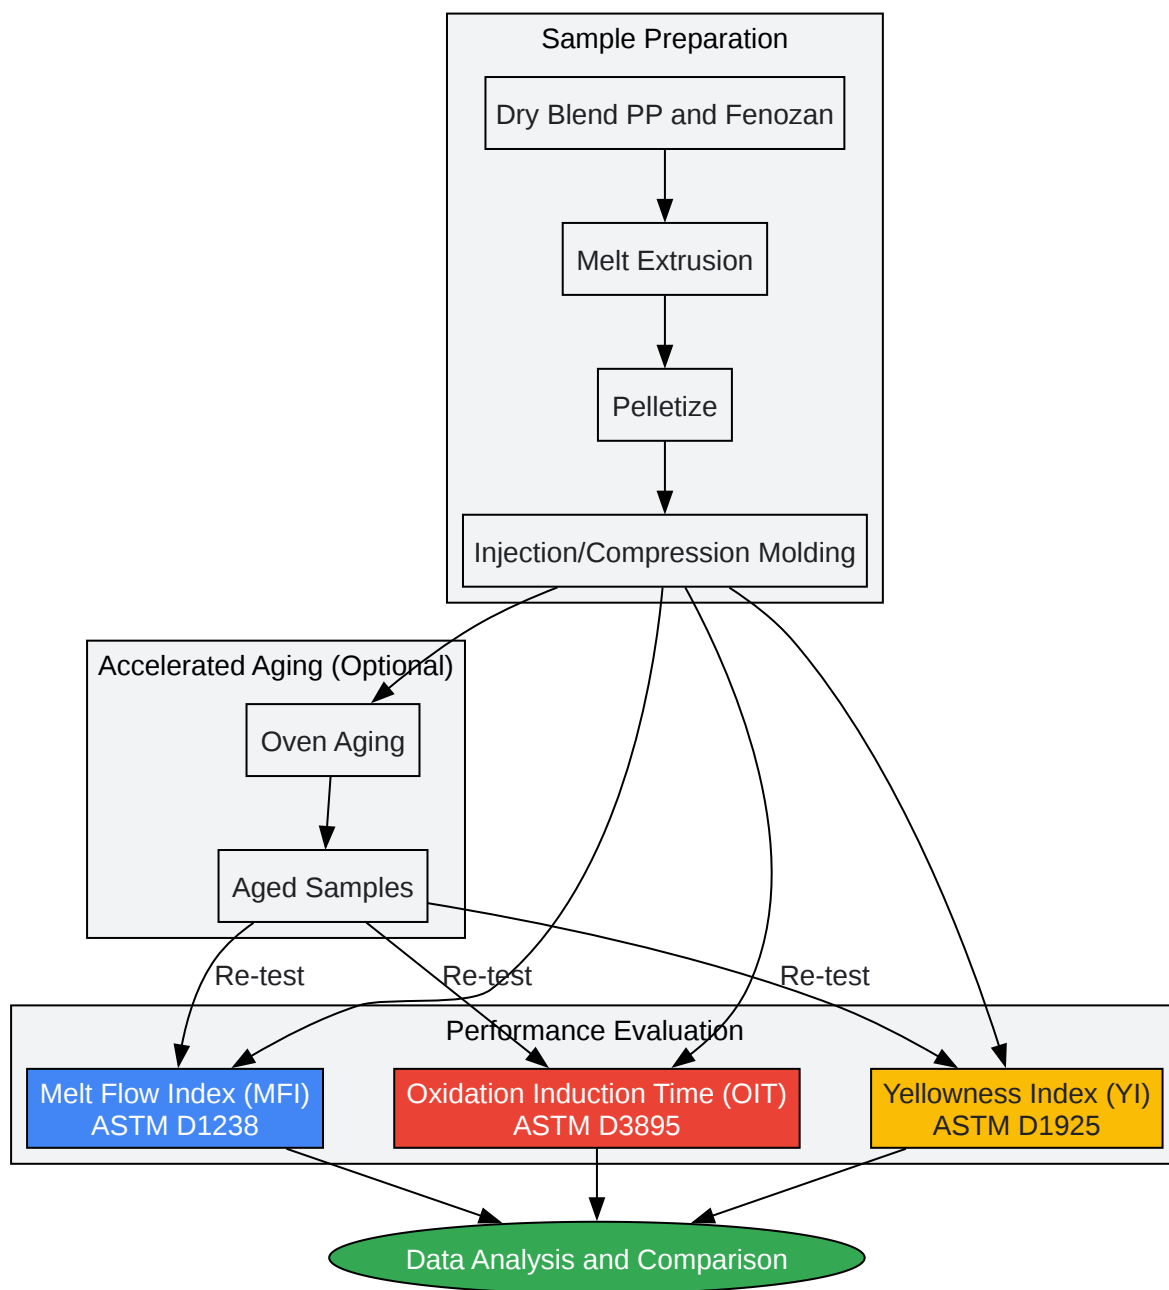 Sample Preparation
Dry Blend PP and Fenozan
Melt Extrusion
Pelletize
Injection/Compression Molding
Accelerated Aging (Optional)
Oven Aging
Aged Samples
Re-test
Re-test
Re-test
Performance Evaluation
Melt Flow Index (MFI)
ASTM D1238
Oxidation Induction Time (OIT)
ASTM D3895
Yellowness Index (YI)
ASTM D1925
Data Analysis and Comparison